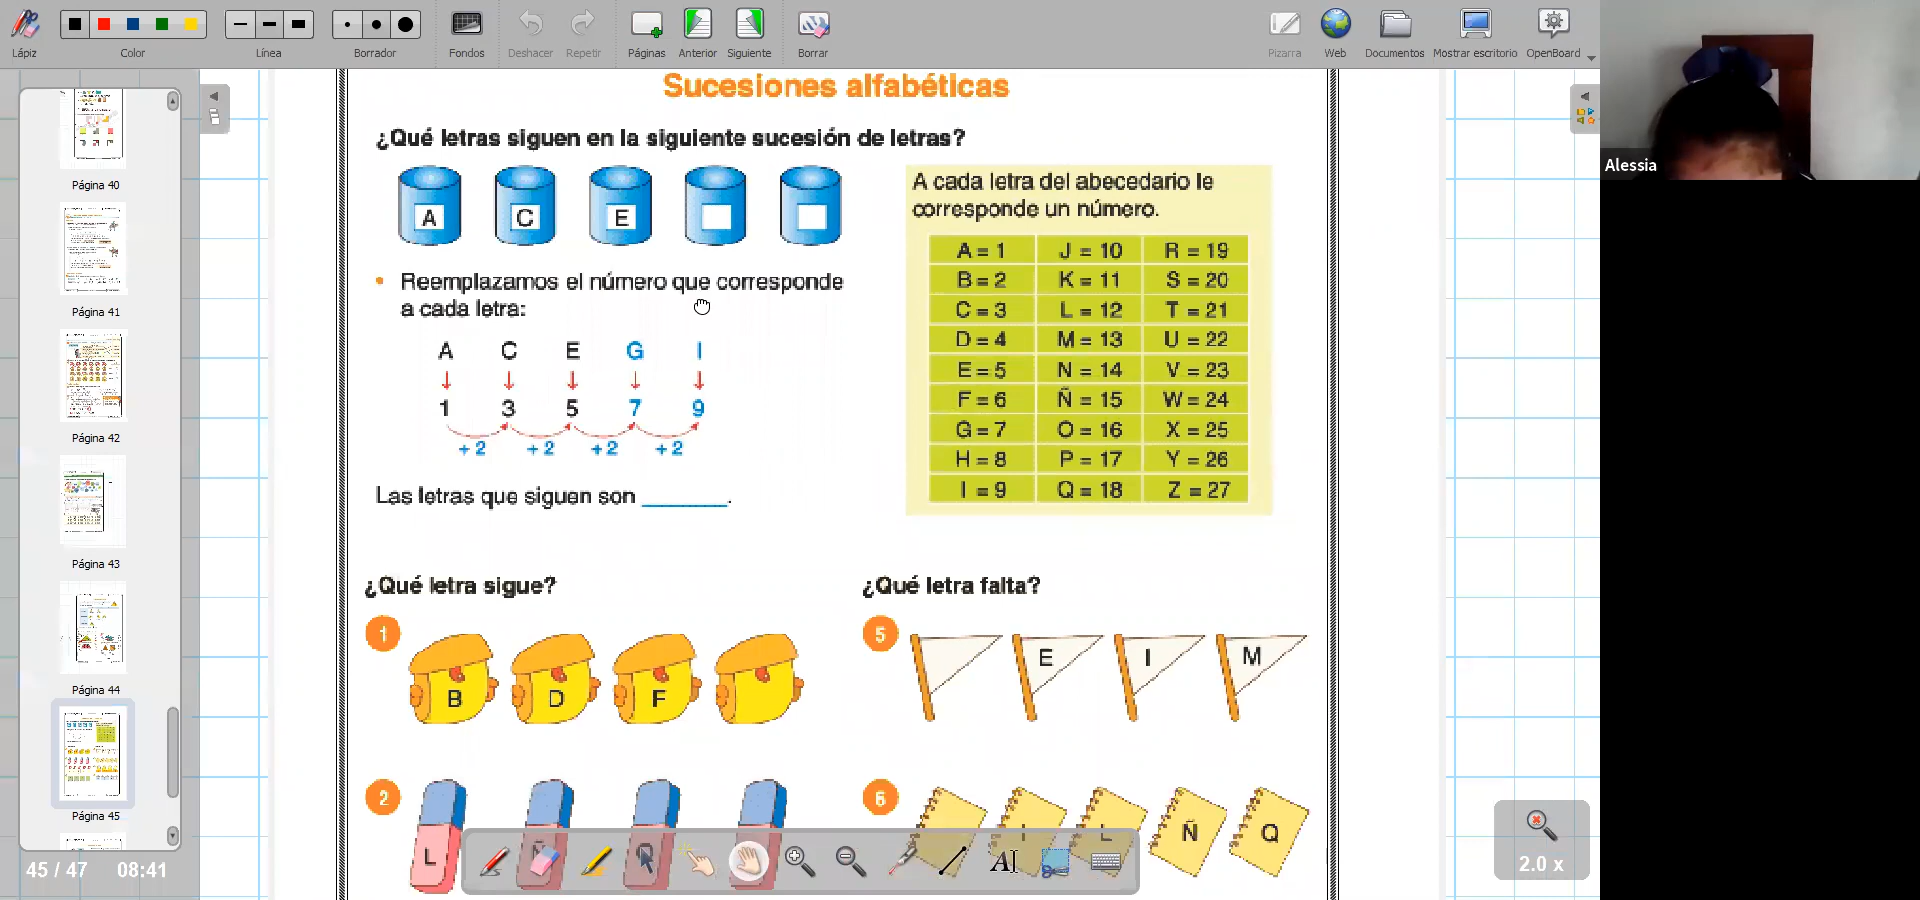 Lápiz
Color
Línea
Borrador
Fondos
Deshacer
Repetir
Páginas
Anterior
Siguiente
Borrar
Pizarra
Web
Documentos
Mostrar escritorio
OpenBoard
Página 40
Página 41
Página 42
Página 43
Página 44
Página 45
45 / 47 08:41
Sucesiones alfabéticas
¿Qué letras siguen en la siguiente sucesión de letras?
A C E
Reemplazamos el número que corresponde
a cada letra:
A C E G I
1 3 5 7 9
+ 2 + 2 + 2 + 2
Las letras que siguen son ________.
A cada letra del abecedario le
corresponde un número.
A = 1 J = 10 R = 19
B = 2 K = 11 S = 20
C = 3 L = 12 T = 21
D = 4 M = 13 U = 22
E = 5 N = 14 V = 23
F = 6 Ñ = 15 W = 24
G = 7 O = 16 X = 25
H = 8 P = 17 Y = 26
I = 9 Q = 18 Z = 27
¿Qué letra sigue?
1
B D F
2
L
¿Qué letra falta?
5
E I M
6
L Ñ Q
AI
Alessia
2.0 x